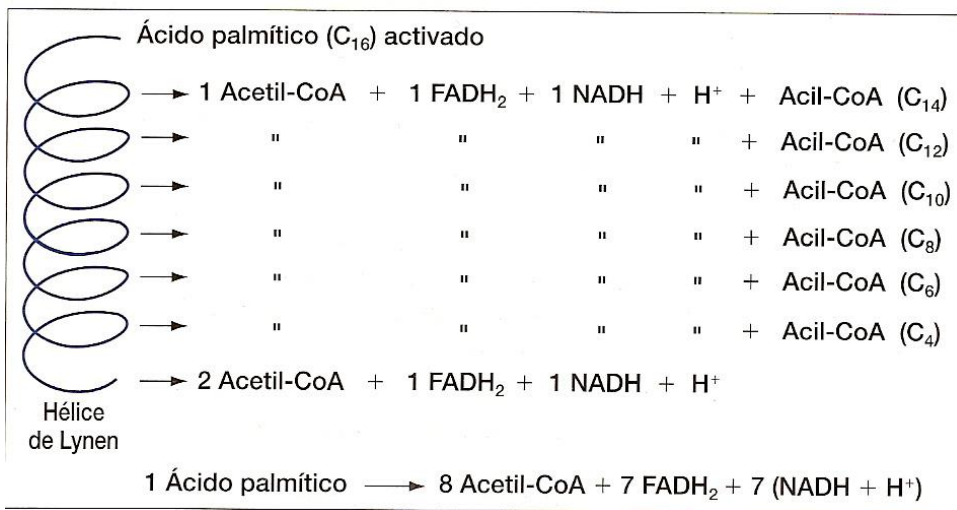 Ácido palmítico (C₁₆) activado
1 Acetil-CoA + 1 FADH₂ + 1 NADH + H⁺ + Acil-CoA (C₁₄)
" " " " + Acil-CoA (C₁₂)
" " " " + Acil-CoA (C₁₀)
" " " " + Acil-CoA (C₈)
" " " " + Acil-CoA (C₆)
" " " " + Acil-CoA (C₄)
2 Acetil-CoA + 1 FADH₂ + 1 NADH + H⁺
Hélice
de Lynen
1 Ácido palmítico → 8 Acetil-CoA + 7 FADH₂ + 7 (NADH + H⁺)